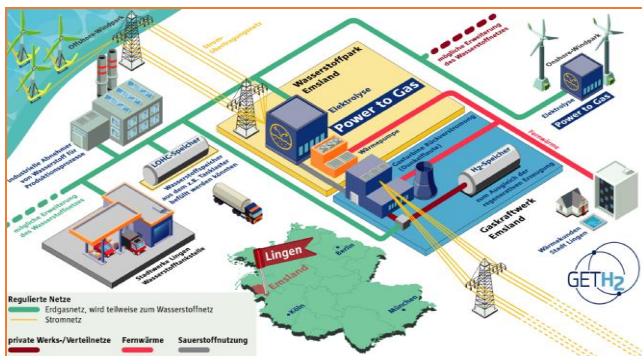 Offshore-Windpark
Strom-
übertragungsnetz
mögliche Erweiterung
des Wasserstoffnetzes
Onshore-Windpark
Wasserstoffpark
Emsland
Elektrolyse
Power to Gas
Elektrolyse
Power to Gas
Wärmepumpe
industrielle Abnehmer
von Wasserstoff für
Produktionsprozesse
LOHC-Speicher
Wasserstoffspeicher
aus dem z.B. Tanklaster
befüllt werden können
Gasturbine Rückverstromung
H2-Speicher
zum Ausgleich der
regenerativen Erzeugung
Fernwärme
Gaskraftwerk
Emsland
mögliche Erweiterung
des Wasserstoffnetzes
Stadtwerke Lingen
Wasserstofftankstelle
Wärmekunden
Stadt Lingen
Lingen
Emsland
Berlin
Köln
München
GETH2
Regulierte Netze
Erdgasnetz, wird teilweise zum Wasserstoffnetz
Stromnetz
private Werks-/Verteilnetze
Fernwärme
Sauerstoffnutzung